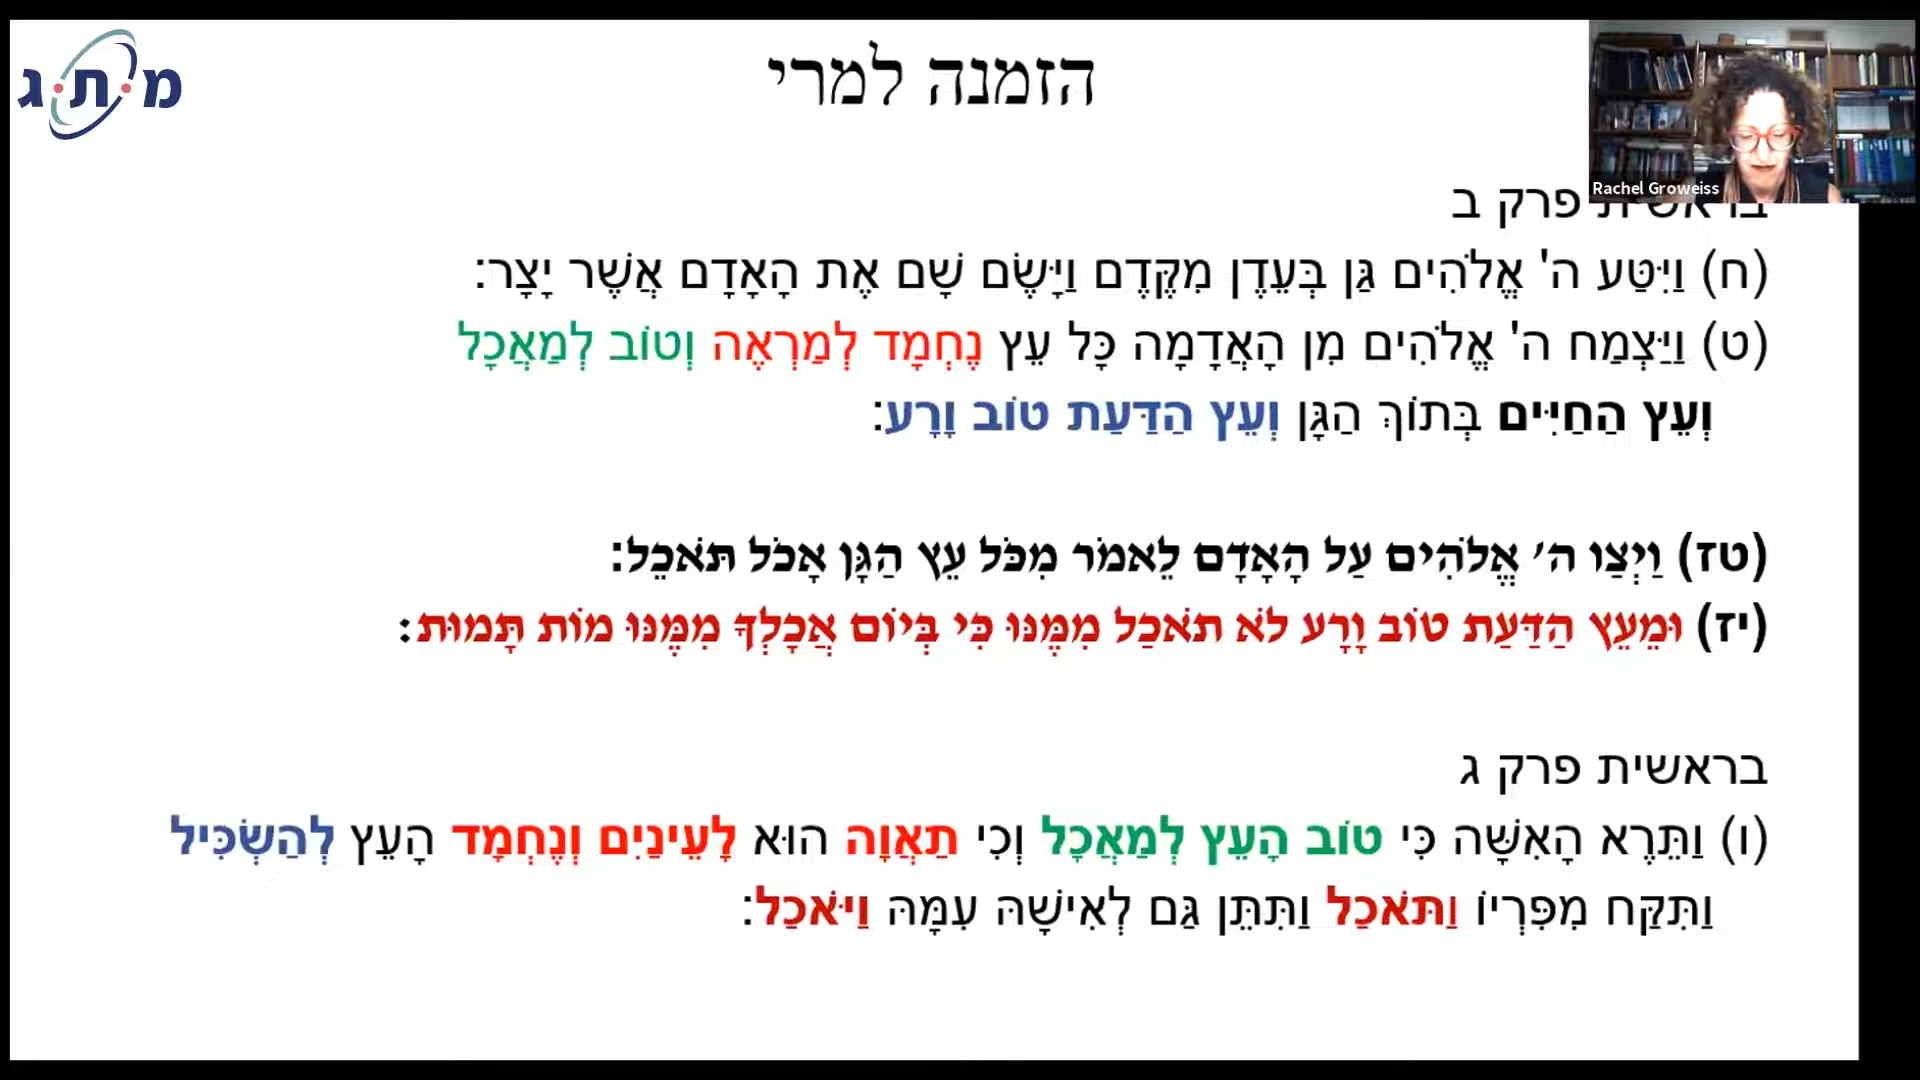 הזמנה למרי
מ.ת.ג
Rachel Groweiss
בראשית פרק ב
(ח) וַיִּטַּע ה' אֱלֹהִים גַּן בְּעֵדֶן מִקֶּדֶם וַיָּשֶׂם שָׁם אֶת הָאָדָם אֲשֶׁר יָצָר:
(ט) וַיַּצְמַח ה' אֱלֹהִים מִן הָאֲדָמָה כָּל עֵץ נֶחְמָד לְמַרְאֶה וְטוֹב לְמַאֲכָל
וְעֵץ הַחַיִּים בְּתוֹךְ הַגָּן וְעֵץ הַדַּעַת טוֹב וָרָע:
(טז) וַיְצַו ה' אֱלֹהִים עַל הָאָדָם לֵאמֹר מִכֹּל עֵץ הַגָּן אָכֹל תֹּאכֵל:
(יז) וּמֵעֵץ הַדַּעַת טוֹב וָרָע לֹא תֹאכַל מִמֶּנּוּ כִּי בְּיוֹם אֲכָלְךָ מִמֶּנּוּ מוֹת תָּמוּת:
בראשית פרק ג
(ו) וַתֵּרֶא הָאִשָּׁה כִּי טוֹב הָעֵץ לְמַאֲכָל וְכִי תַאֲוָה הוּא לָעֵינַיִם וְנֶחְמָד הָעֵץ לְהַשְׂכִּיל
וַתִּקַּח מִפִּרְיוֹ וַתֹּאכַל וַתִּתֵּן גַּם לְאִישָׁהּ עִמָּהּ וַיֹּאכַל: